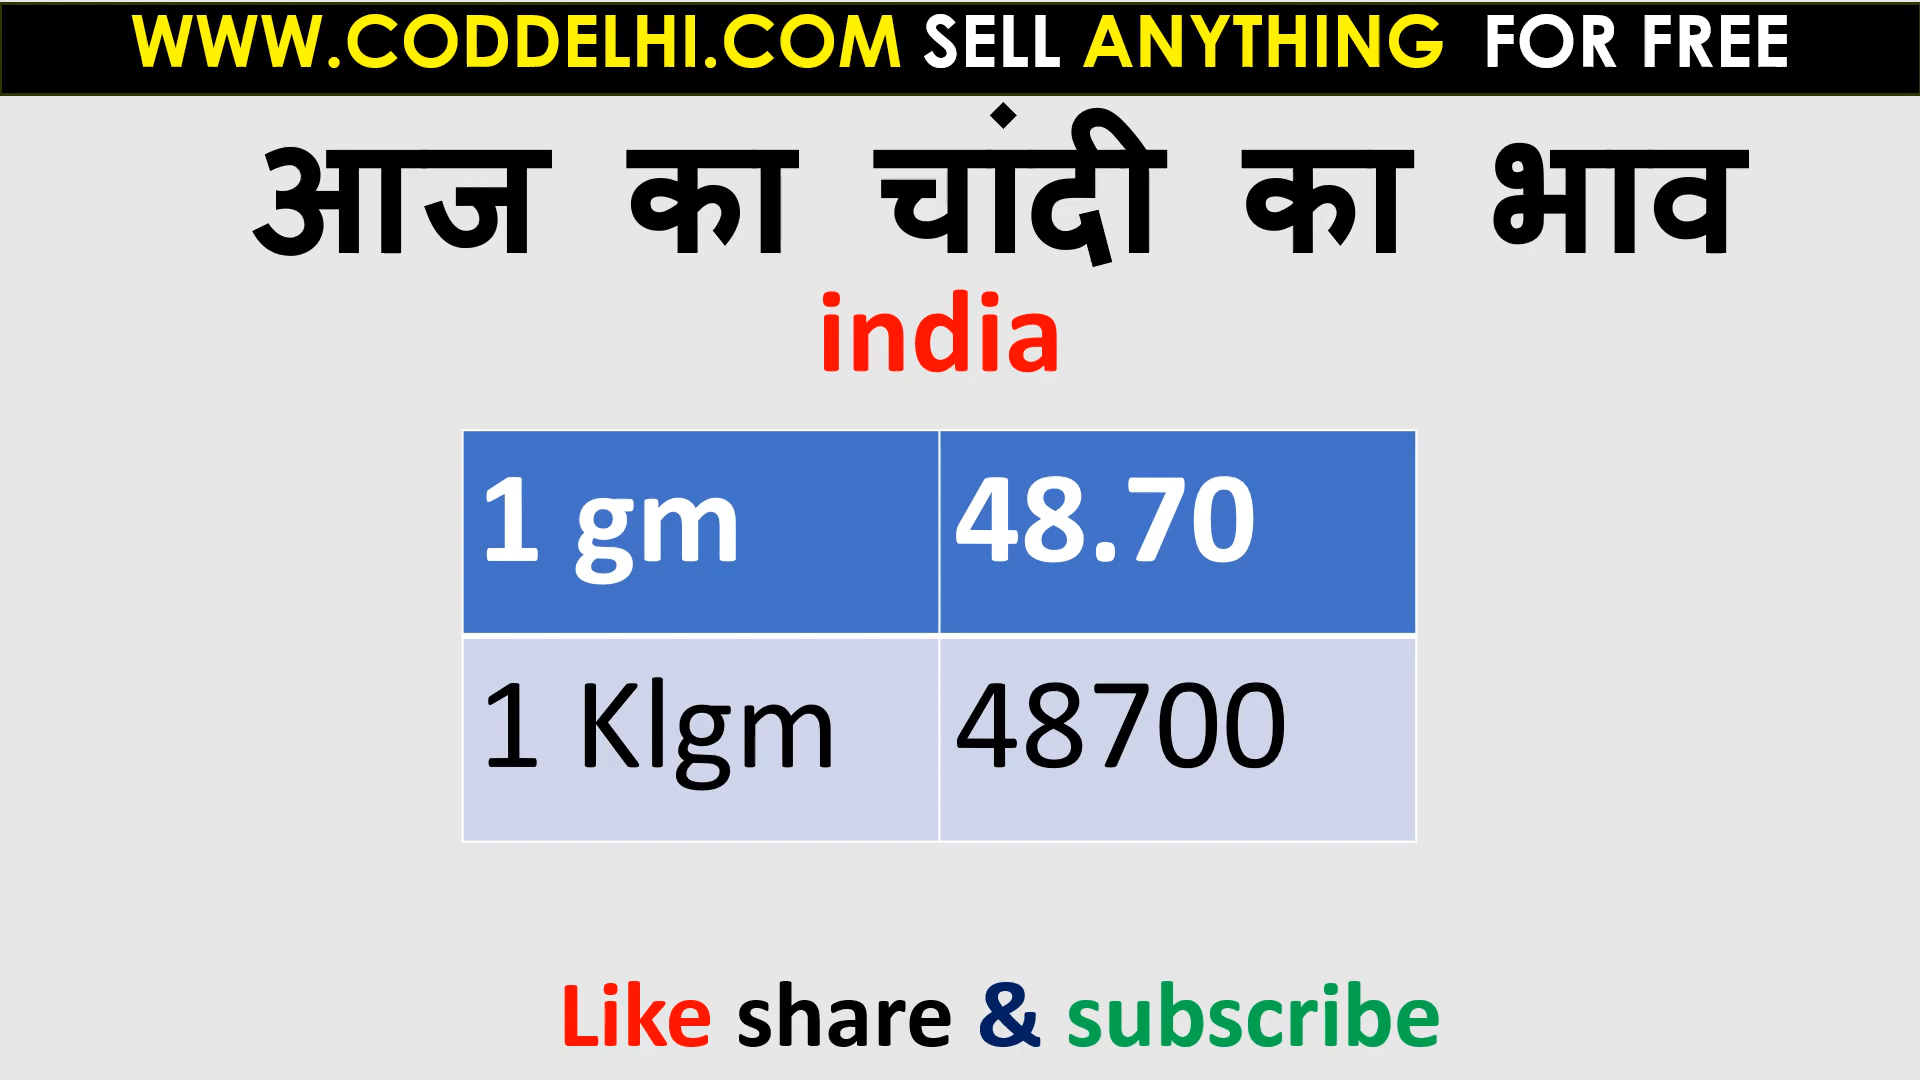 WWW.CODDELHI.COM SELL ANYTHING FOR FREE
आज का चांदी का भाव
india
1 gm 48.70
1 Klgm 48700
Like share & subscribe